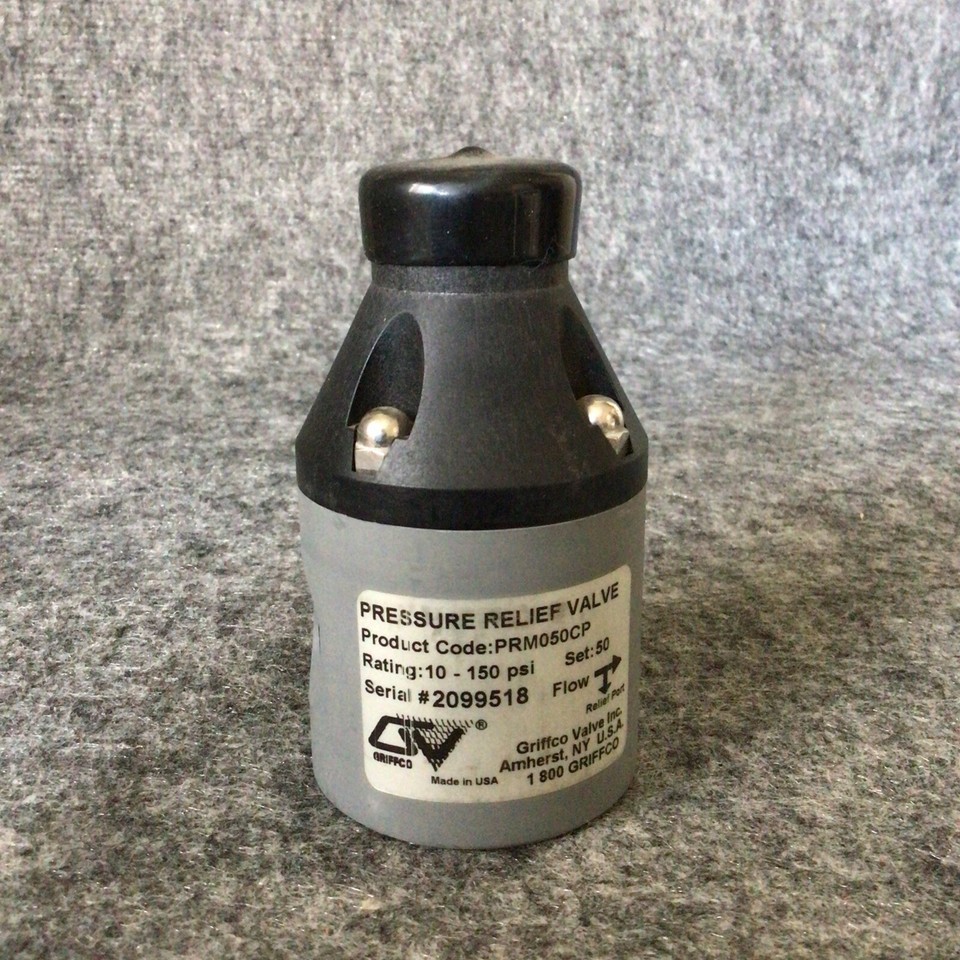 PRESSURE RELIEF VALVE
Product Code:PRM050CP
Rating:10 - 150 psi Set:50
Serial #2099518 Flow
Relief Port
®
GRIFFCO
Griffco Valve Inc.
Amherst, NY U.S.A.
Made in USA 1 800 GRIFFCO